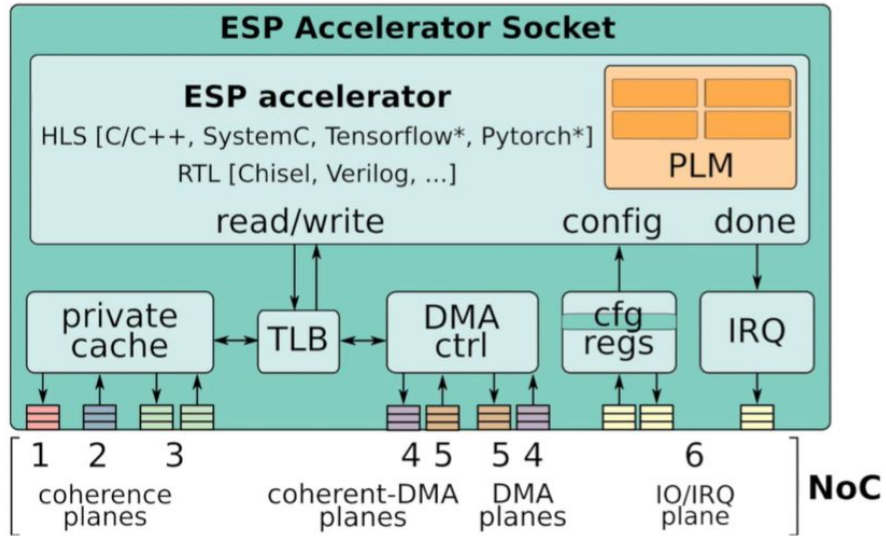 ESP Accelerator Socket
ESP accelerator
HLS [C/C++, SystemC, Tensorflow*, Pytorch*]
RTL [Chisel, Verilog, ...]
PLM
read/write
config
done
private
cache
TLB
DMA
ctrl
cfg
regs
IRQ
1 2 3 4 5 5 4 6
coherence
planes
coherent-DMA
planes
DMA
planes
IO/IRQ
plane
NoC